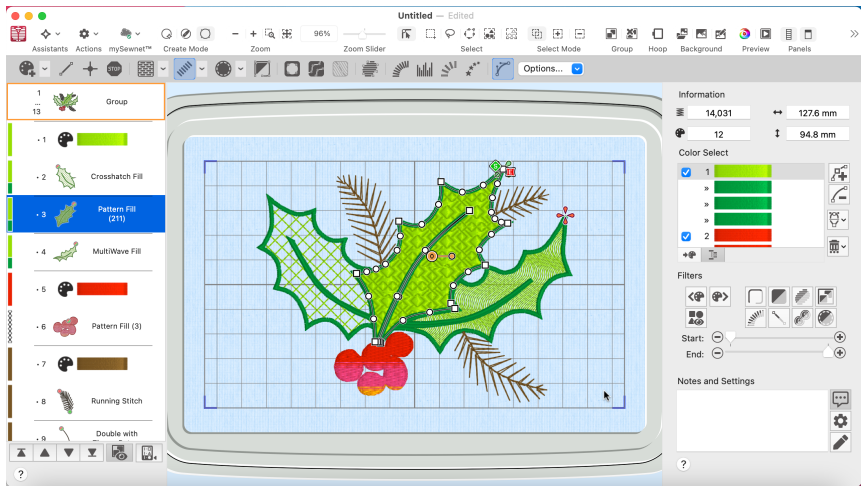 Untitled — Edited
96%
Assistants Actions mySewnet™ Create Mode Zoom Zoom Slider Select Select Mode Group Hoop Background Preview Panels
STOP
Options...
1
...
13
Group
1
2 Crosshatch Fill
3 Pattern Fill
(211)
4 MultiWave Fill
5
6 Pattern Fill (3)
7
8 Running Stitch
9 Double with
Information
14,031 127.6 mm
12 94.8 mm
Color Select
1
»
»
»
2
Filters
Start:
End:
Notes and Settings
?
?